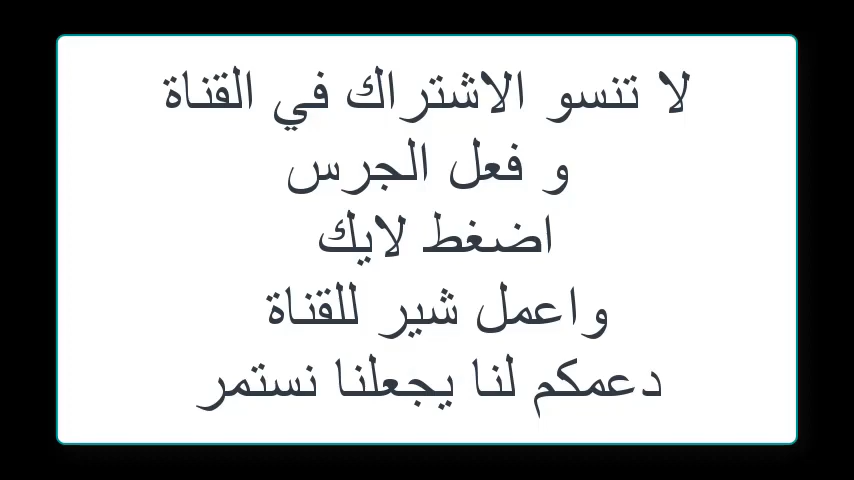 لا تنسو الاشتراك في القناة
و فعل الجرس
اضغط لايك
واعمل شير للقناة
دعمكم لنا يجعلنا نستمر